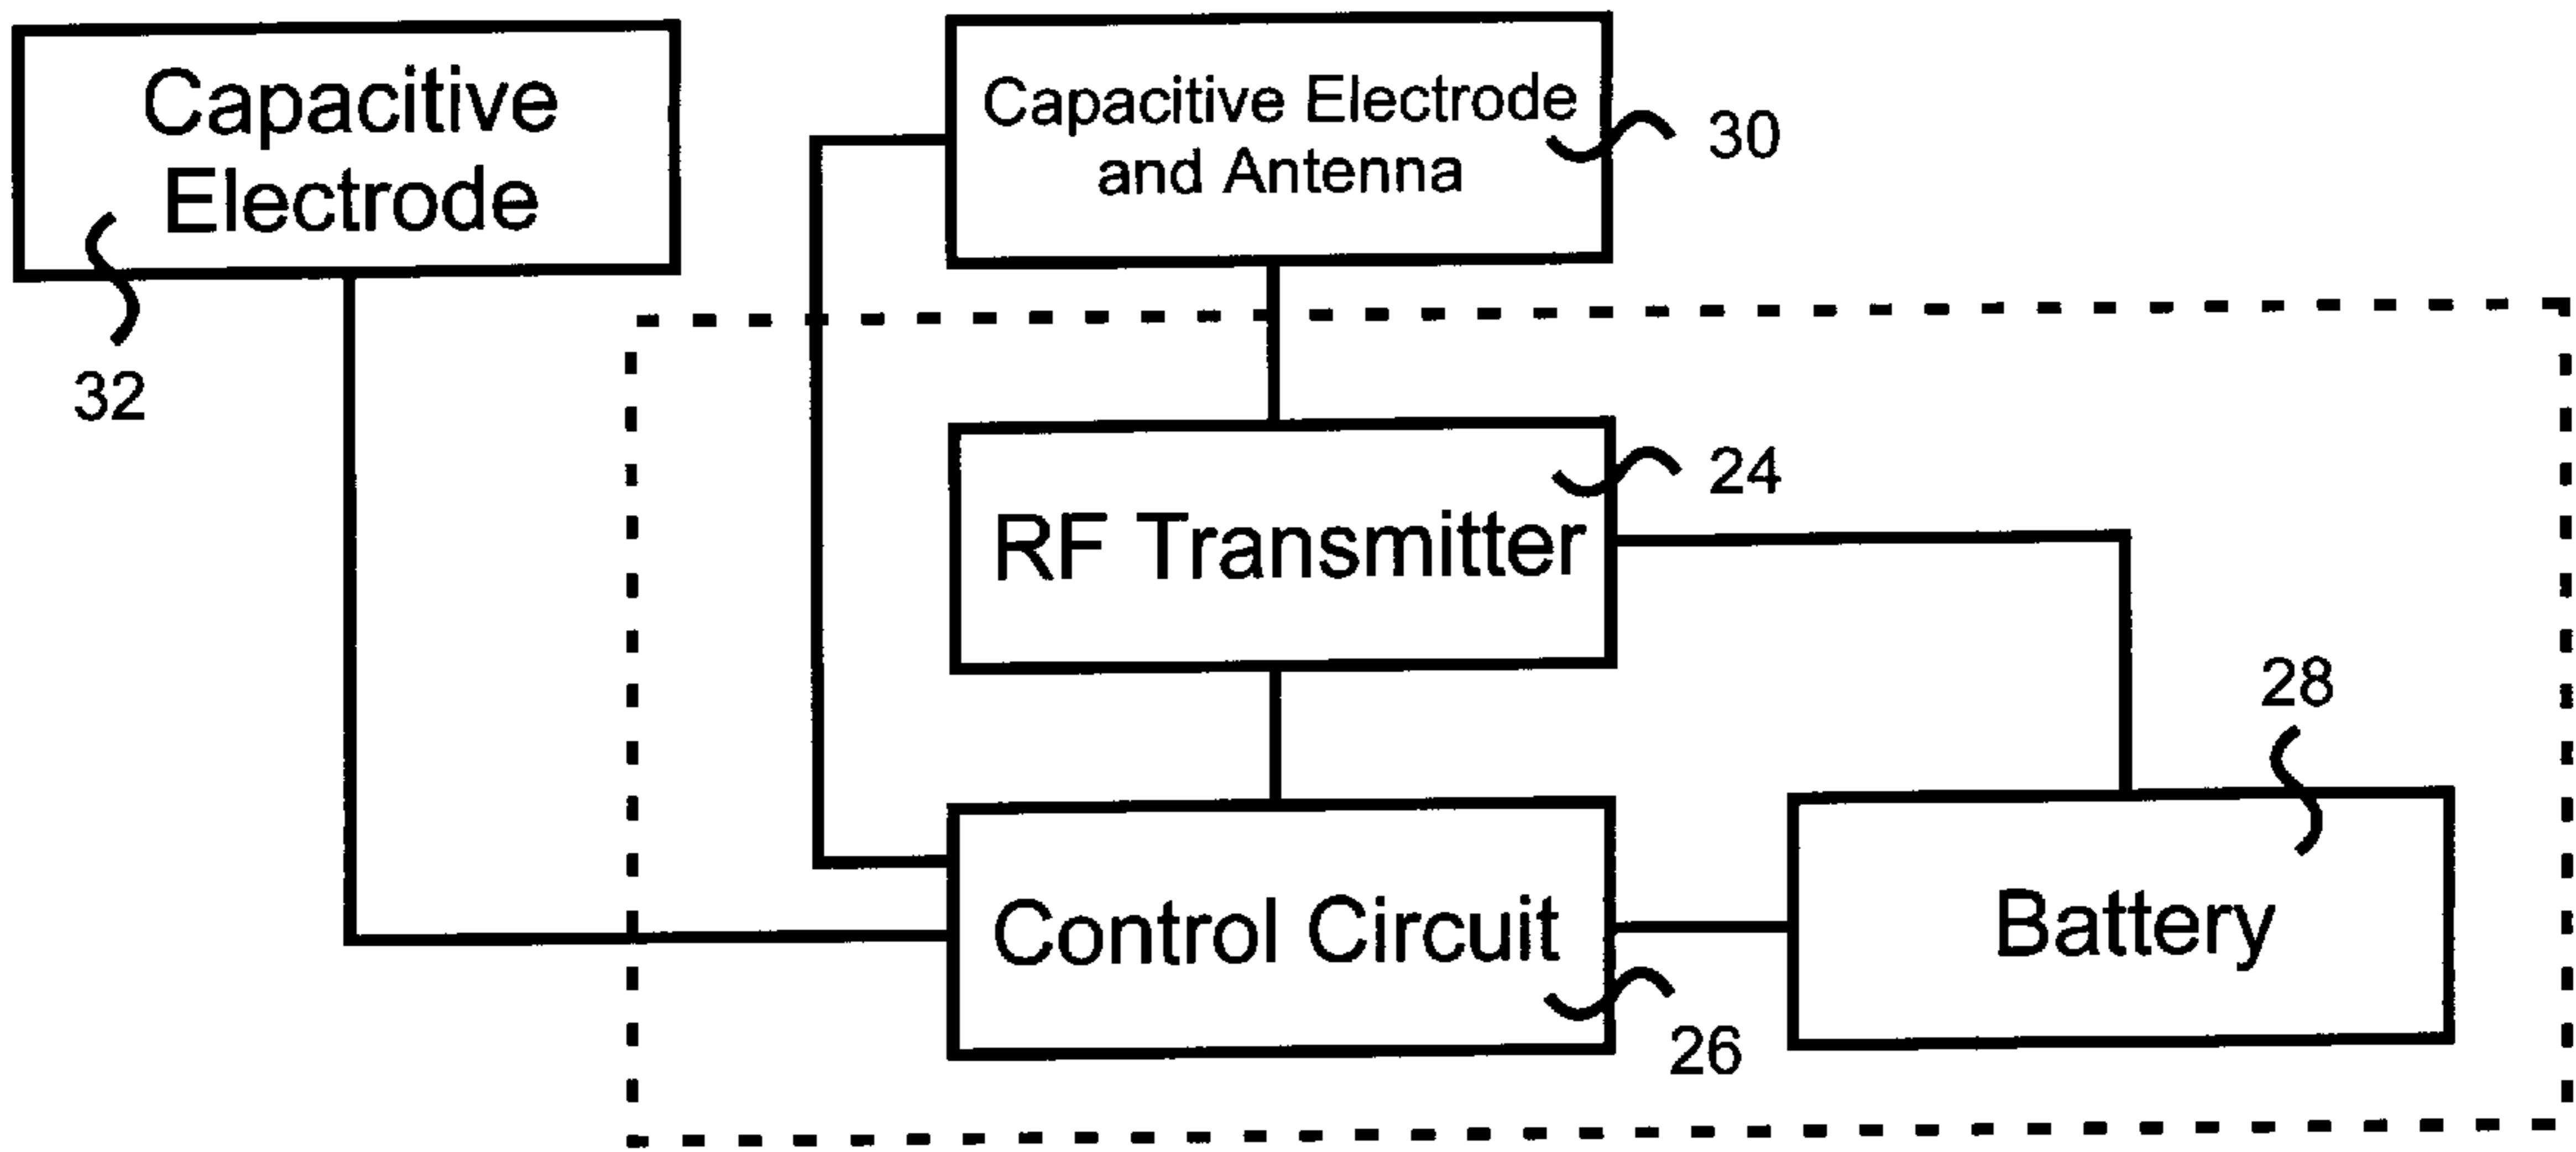 Capacitive
Electrode
32
Capacitive Electrode
and Antenna
30
RF Transmitter
24
Control Circuit
26
Battery
28